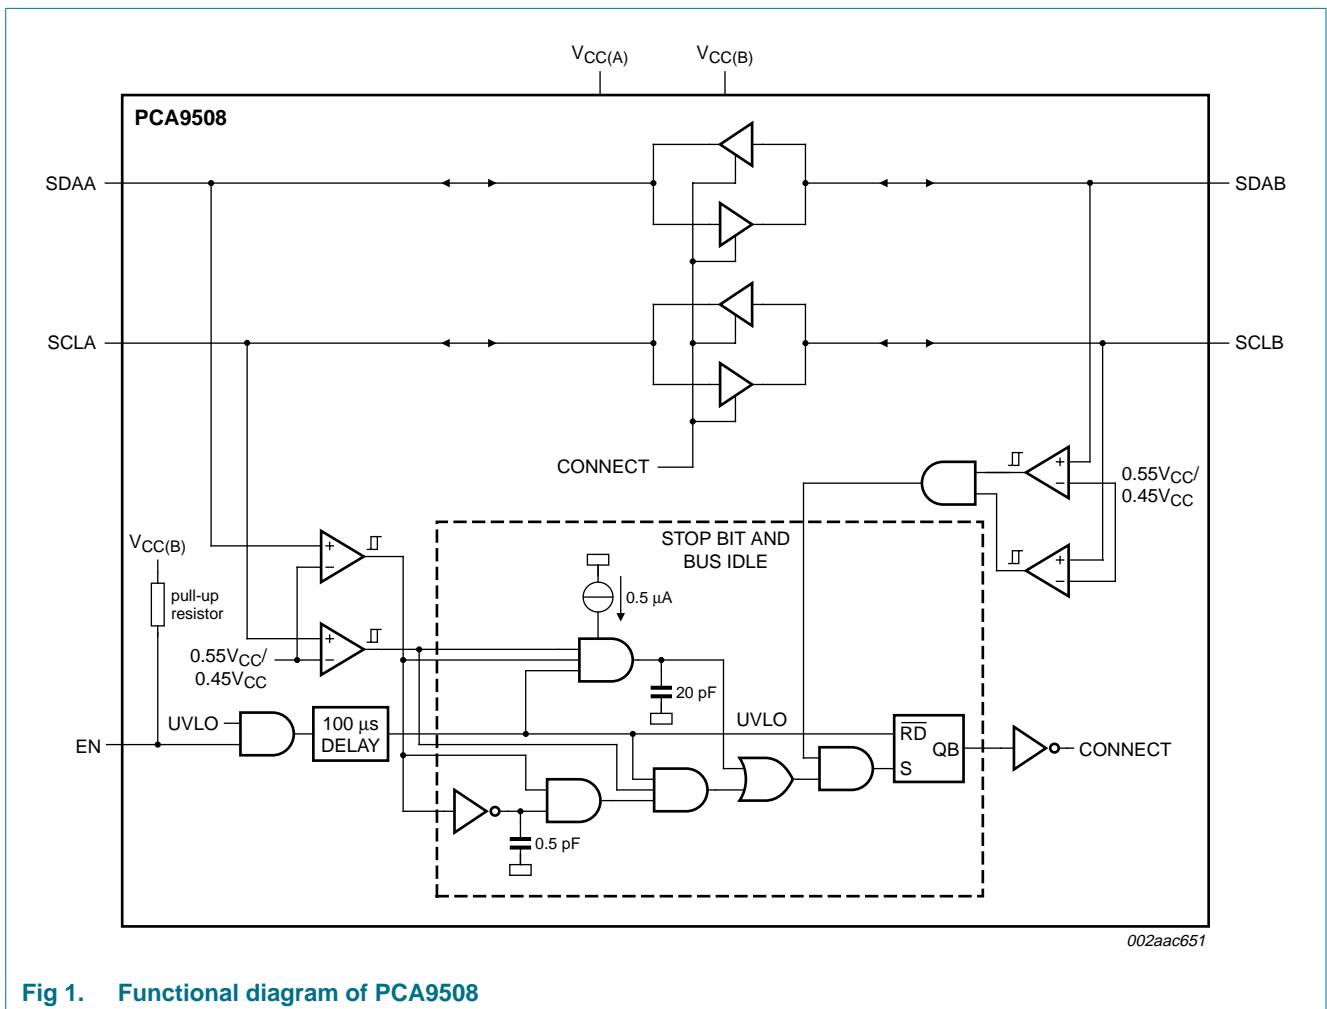 VCC(A)
VCC(B)
PCA9508
SDAA
SDAB
SCLA
SCLB
CONNECT
+
−
0.55VCC/
0.45VCC
+
−
STOP BIT AND
BUS IDLE
VCC(B)
pull-up
resistor
+
−
0.5 μA
+
−
0.55VCC/
0.45VCC
20 pF
UVLO
EN
100 μs
DELAY
UVLO
RD
QB
S
CONNECT
0.5 pF
002aac651
Fig 1. Functional diagram of PCA9508